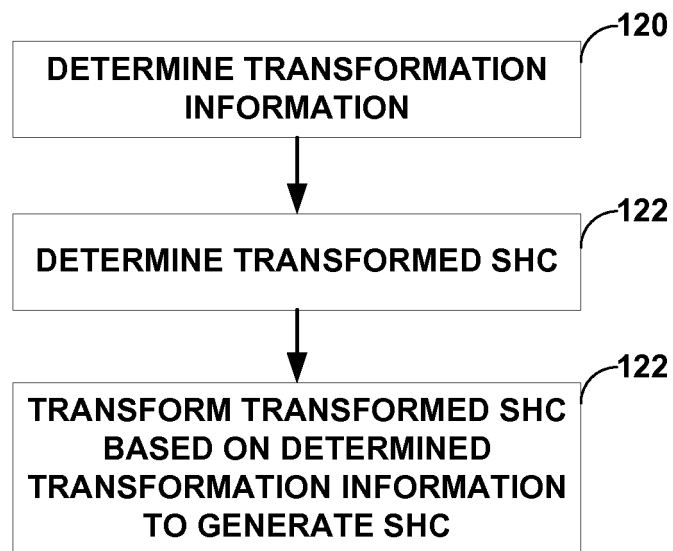 120
DETERMINE TRANSFORMATION
INFORMATION
122
DETERMINE TRANSFORMED SHC
122
TRANSFORM TRANSFORMED SHC
BASED ON DETERMINED
TRANSFORMATION INFORMATION
TO GENERATE SHC